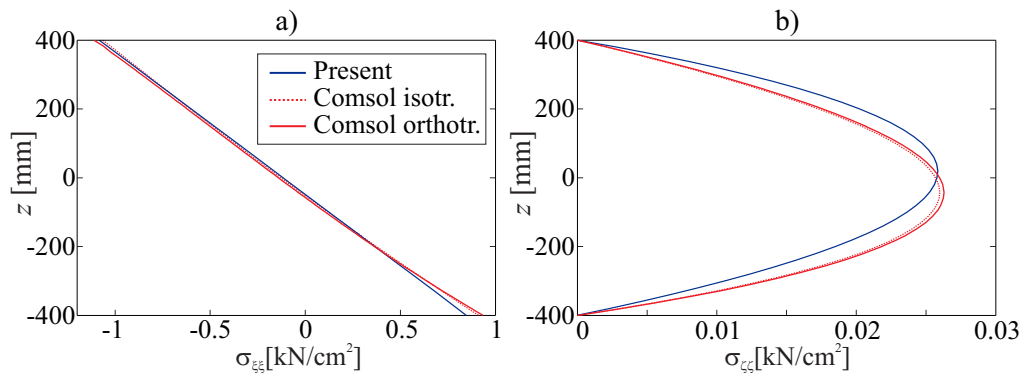 a)
400
200
0
-200
-400
z [mm]
-1
-0.5
0
0.5
1
σξξ[kN/cm²]
Present
Comsol isotr.
Comsol orthotr.
b)
400
200
0
-200
-400
z [mm]
0
0.01
0.02
0.03
σζζ[kN/cm²]